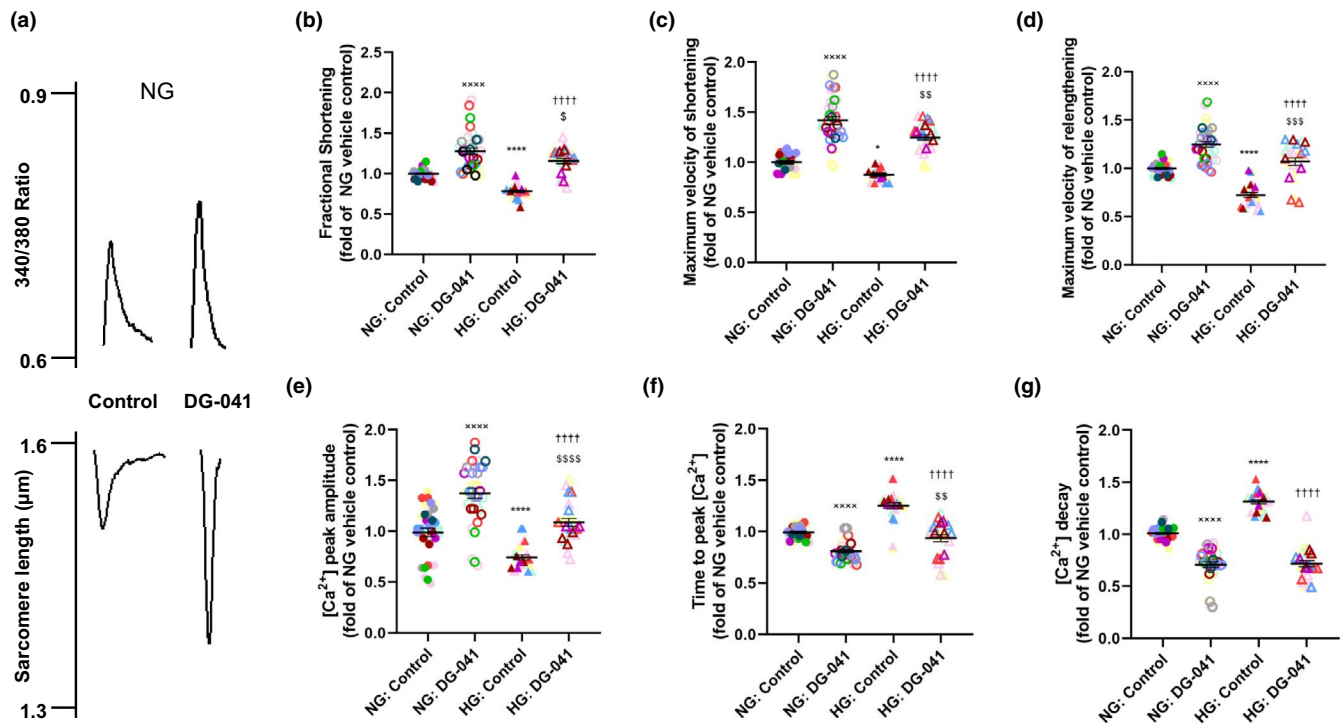 (a)
NG
0.9
0.6
340/380 Ratio
Control
DG-041
1.6
1.3
Sarcomere length (µm)
(b)
Fractional Shortening
(fold of NG vehicle control)
2.5
2.0
1.5
1.0
0.5
0.0
××××
****
††††
$
NG: Control
NG: DG-041
HG: Control
HG: DG-041
(c)
Maximum velocity of shortening
(fold of NG vehicle control)
2.0
1.5
1.0
0.5
0.0
××××
*
††††
$$
NG: Control
NG: DG-041
HG: Control
HG: DG-041
(d)
Maximum velocity of relengthening
(fold of NG vehicle control)
2.0
1.5
1.0
0.5
0.0
××××
****
††††
$$$
NG: Control
NG: DG-041
HG: Control
HG: DG-041
(e)
[Ca²⁺] peak amplitude
(fold of NG vehicle control)
2.0
1.5
1.0
0.5
0.0
××××
****
††††
$$$$
NG: Control
NG: DG-041
HG: Control
HG: DG-041
(f)
Time to peak [Ca²⁺]
(fold of NG vehicle control)
2.0
1.5
1.0
0.5
0.0
××××
****
††††
$$
NG: Control
NG: DG-041
HG: Control
HG: DG-041
(g)
[Ca²⁺] decay
(fold of NG vehicle control)
2.0
1.5
1.0
0.5
0.0
××××
****
††††
NG: Control
NG: DG-041
HG: Control
HG: DG-041